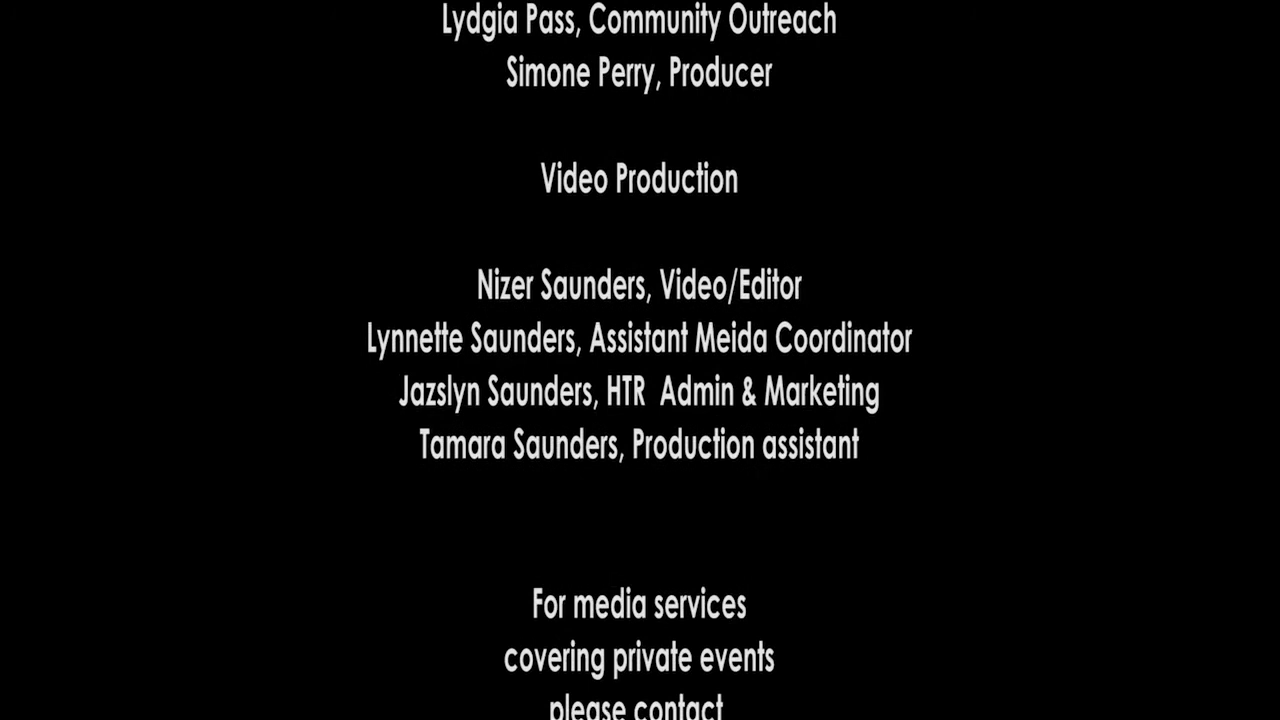 Lydgia Pass, Community Outreach
Simone Perry, Producer
Video Production
Nizer Saunders, Video/Editor
Lynnette Saunders, Assistant Meida Coordinator
Jazslyn Saunders, HTR  Admin & Marketing
Tamara Saunders, Production assistant
For media services
covering private events
please contact